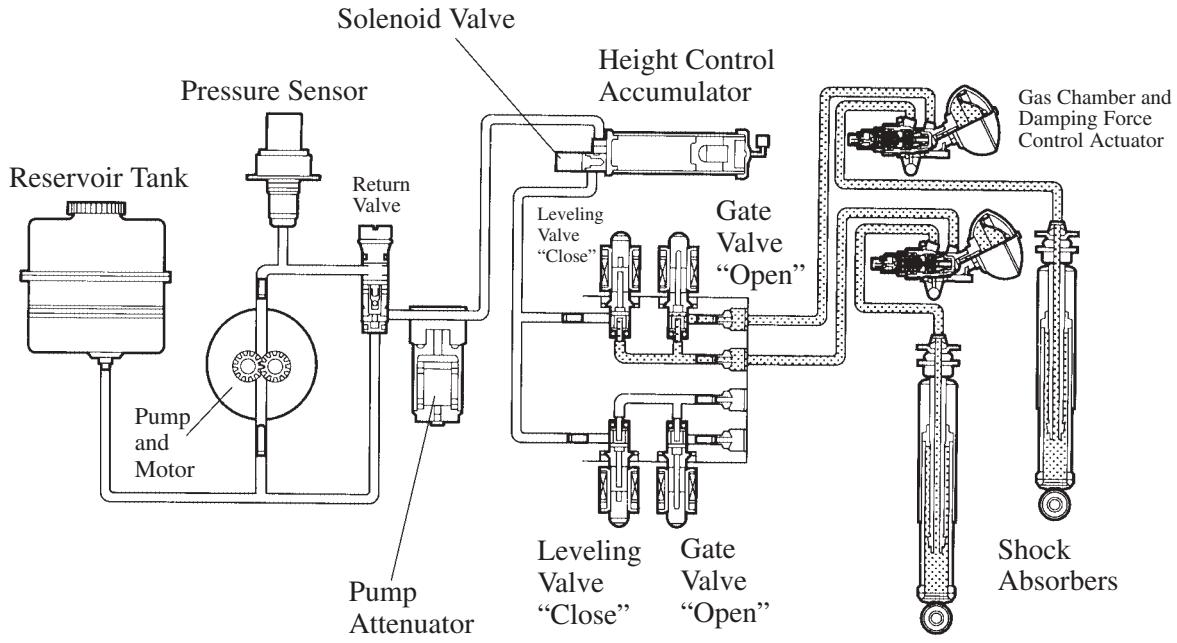 Solenoid Valve
Height Control
Accumulator
Pressure Sensor
Gas Chamber and
Damping Force
Control Actuator
Reservoir Tank
Return
Valve
Leveling
Valve
“Close”
Gate
Valve
“Open”
Pump
and
Motor
Leveling
Valve
“Close”
Gate
Valve
“Open”
Shock
Absorbers
Pump
Attenuator